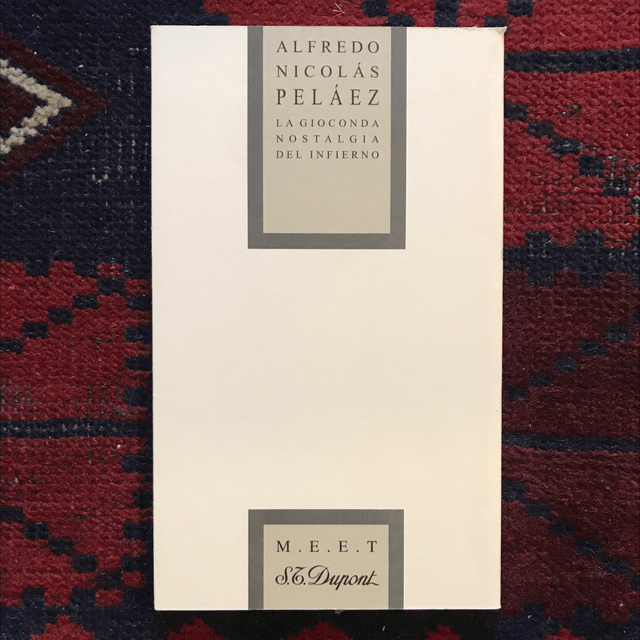 ALFREDO
NICOLÁS
PELÁEZ
LA GIOCONDA
NOSTALGIA
DEL INFIERNO
M.E.E.T
S.T. Dupont